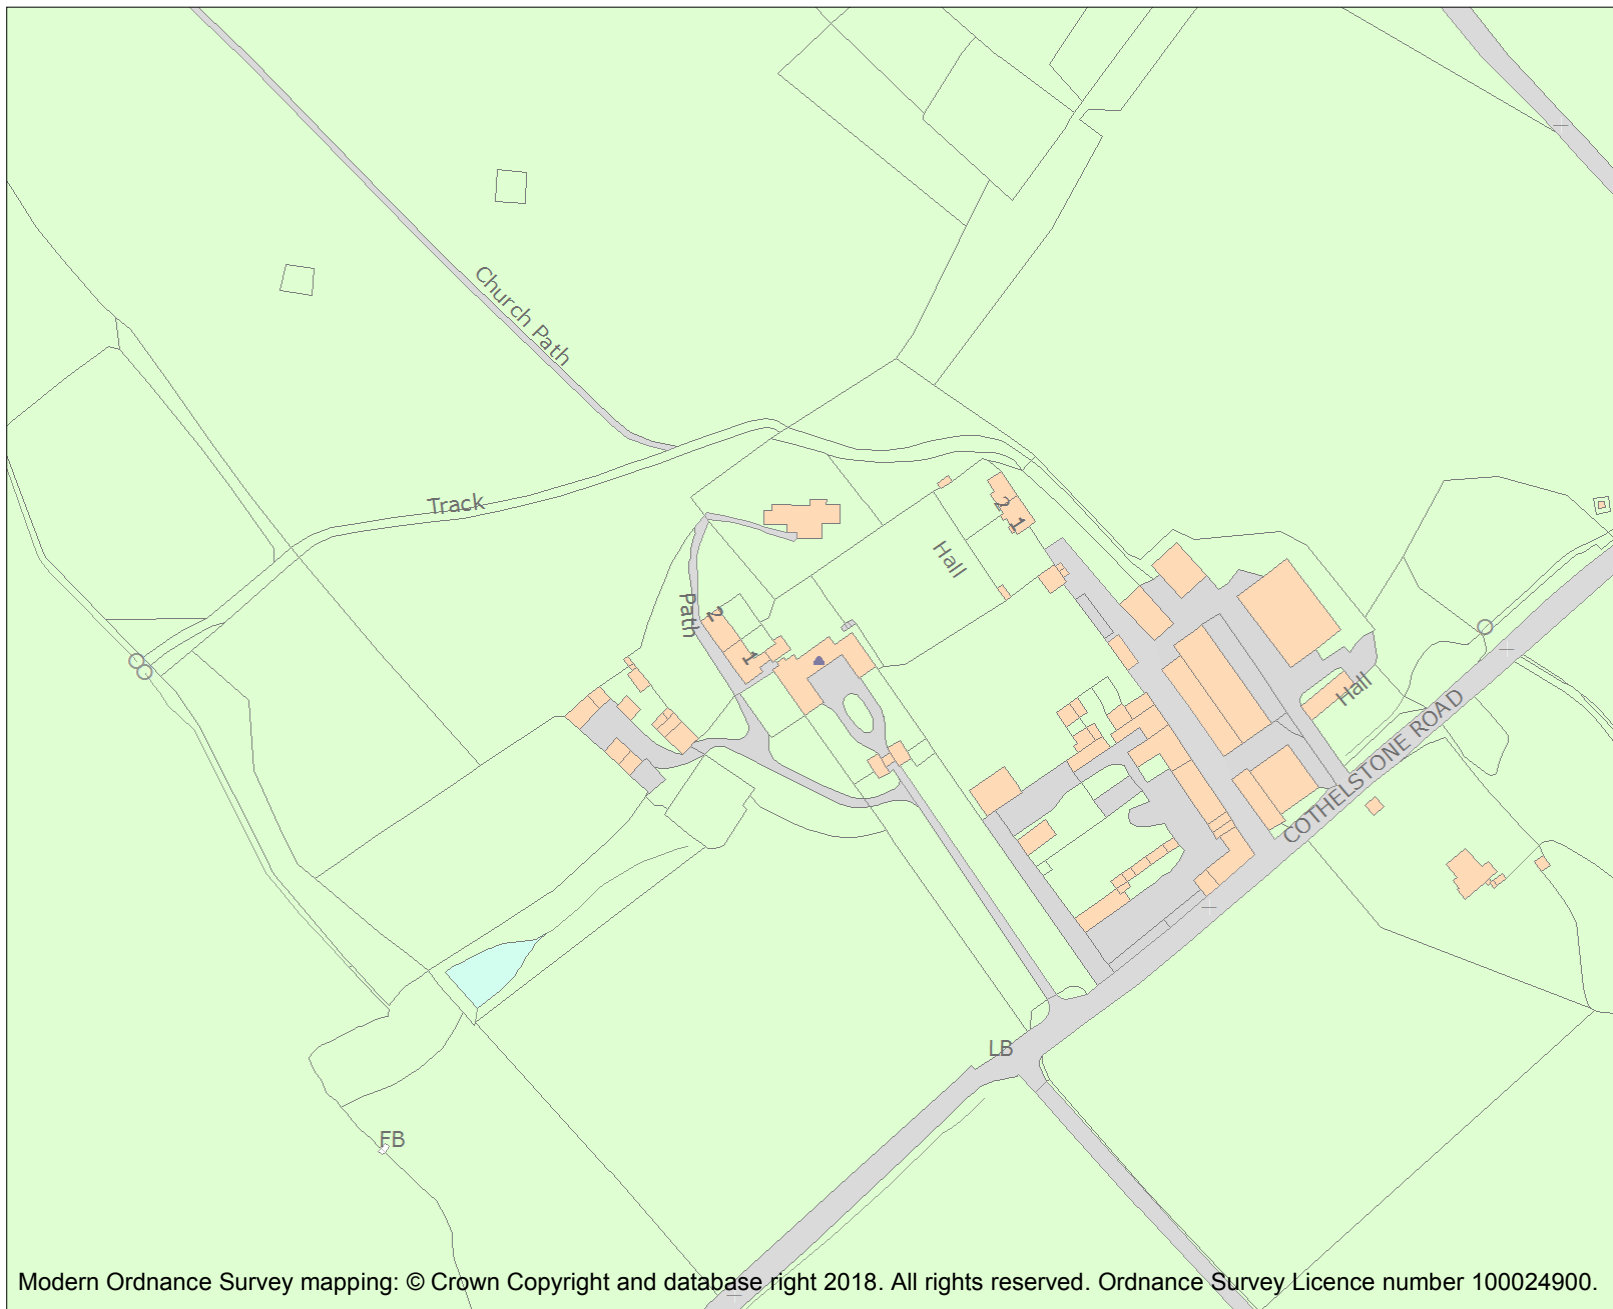 Church Path
Track
Hall
2
1
Path
2
1
Hall
COTHELSTONE ROAD
LB
FB
Modern Ordnance Survey mapping: © Crown Copyright and database right 2018. All rights reserved. Ordnance Survey Licence number 100024900.